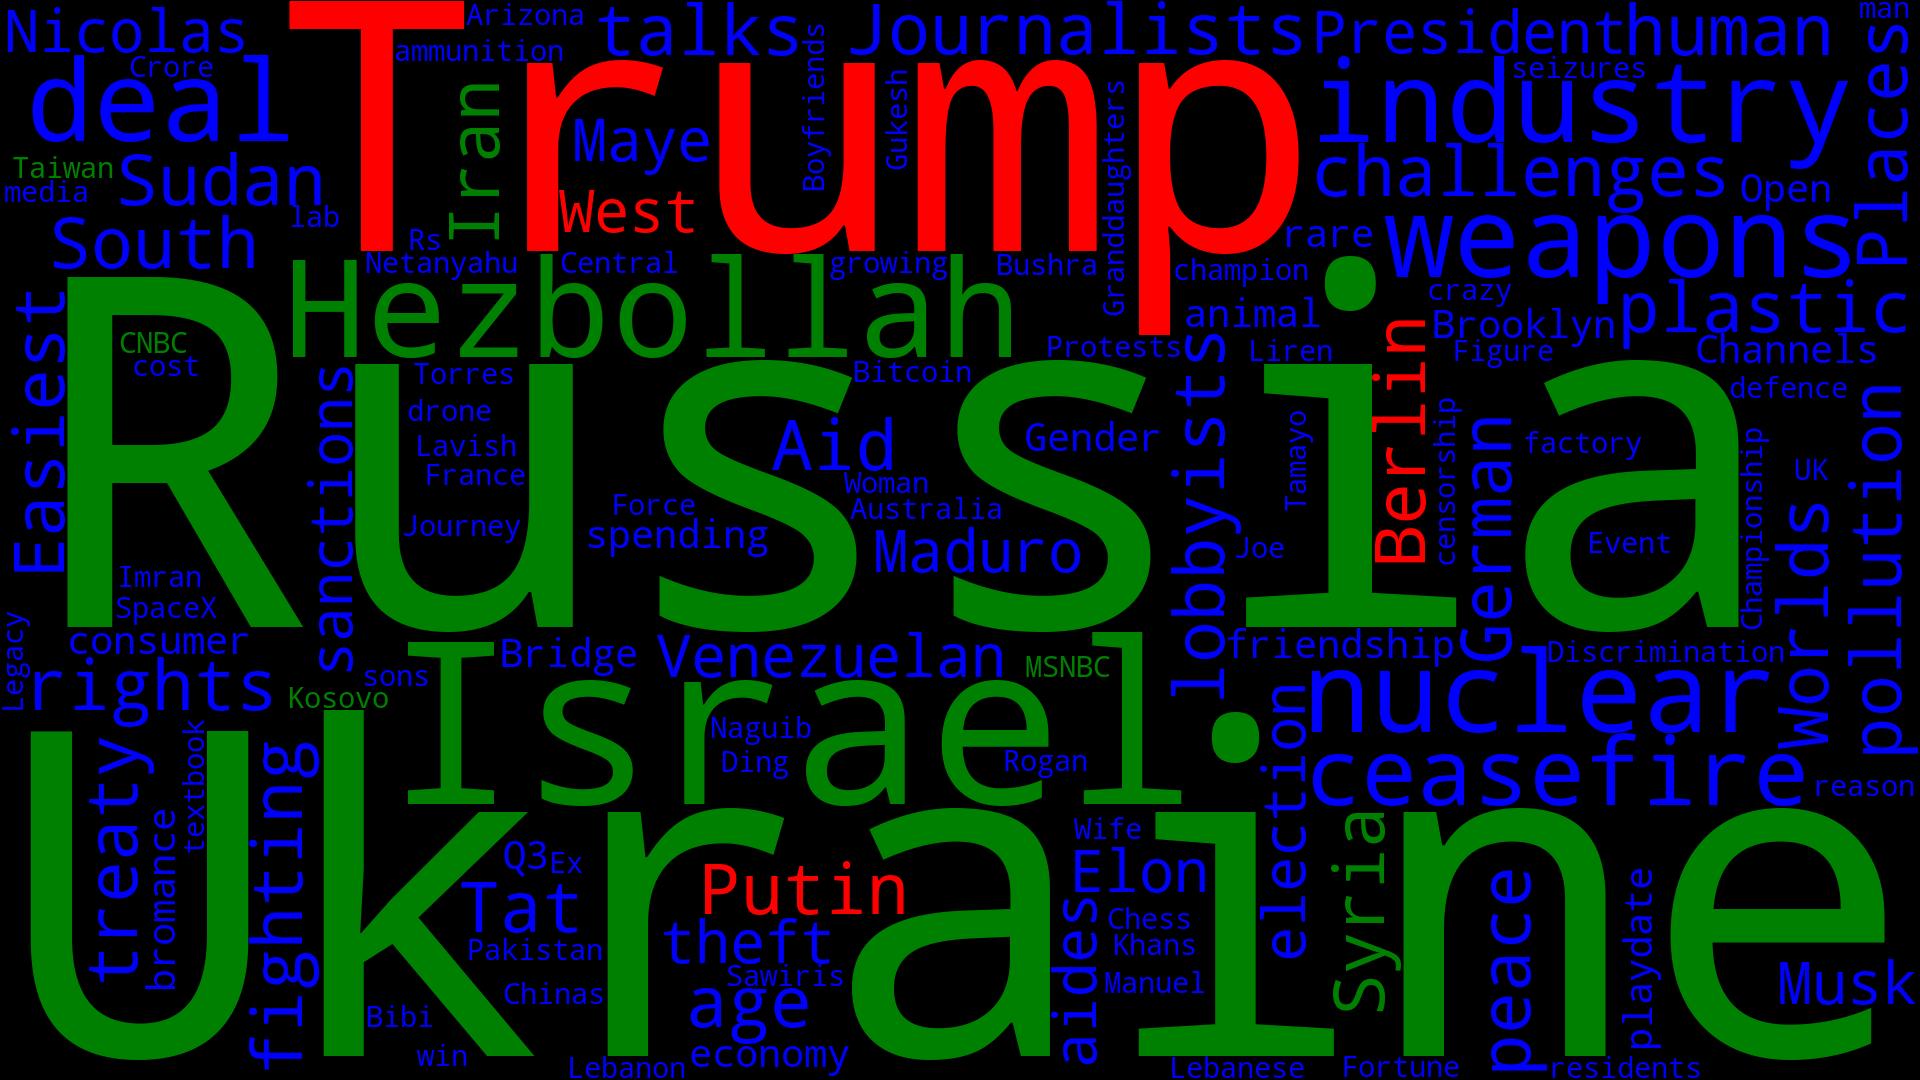 Nicolas
Trump
Arizona
talks
Journalists
President
human
man
ammunition
Crore
deal
Iran
Maye
Boyfriends
Gukesh
Granddaughters
industry
seizures
Places
Taiwan
media
Sudan
lab
West
challenges
Open
South
Rs
Netanyahu
Central
growing
Bushra
champion
rare
weapons
Hezbollah
animal
crazy
Brooklyn
plastic
Easiest
Russia
CNBC
cost
sanctions
Torres
drone
Lavish
France
Journey
Bitcoin
Protests
lobbyists
Liren
Berlin
Figure
Channels
defence
Aid
Gender
Woman
Australia
Force
spending
Maduro
Tamayo
Joe
censorship
German
factory
Event
Championship
UK
Worlds
pollution
Imran
SpaceX
Legacy
consumer
rights
sons
Kosovo
Bridge
Venezuelan
MSNBC
Israel
friendship
Discrimination
nuclear
Naguib
Ding
Rogan
election
ceasefire
reason
Ukraine
treaty
bromance
textbook
fighting
Q3
Ex
Tat
Pakistan
Chinas
Bibi
win
Putin
theft
Sawiris
age
economy
Lebanon
Wife
Elon
aides
Chess
Khans
Manuel
Lebanese
Syria
Fortune
peace
playdate
residents
Musk